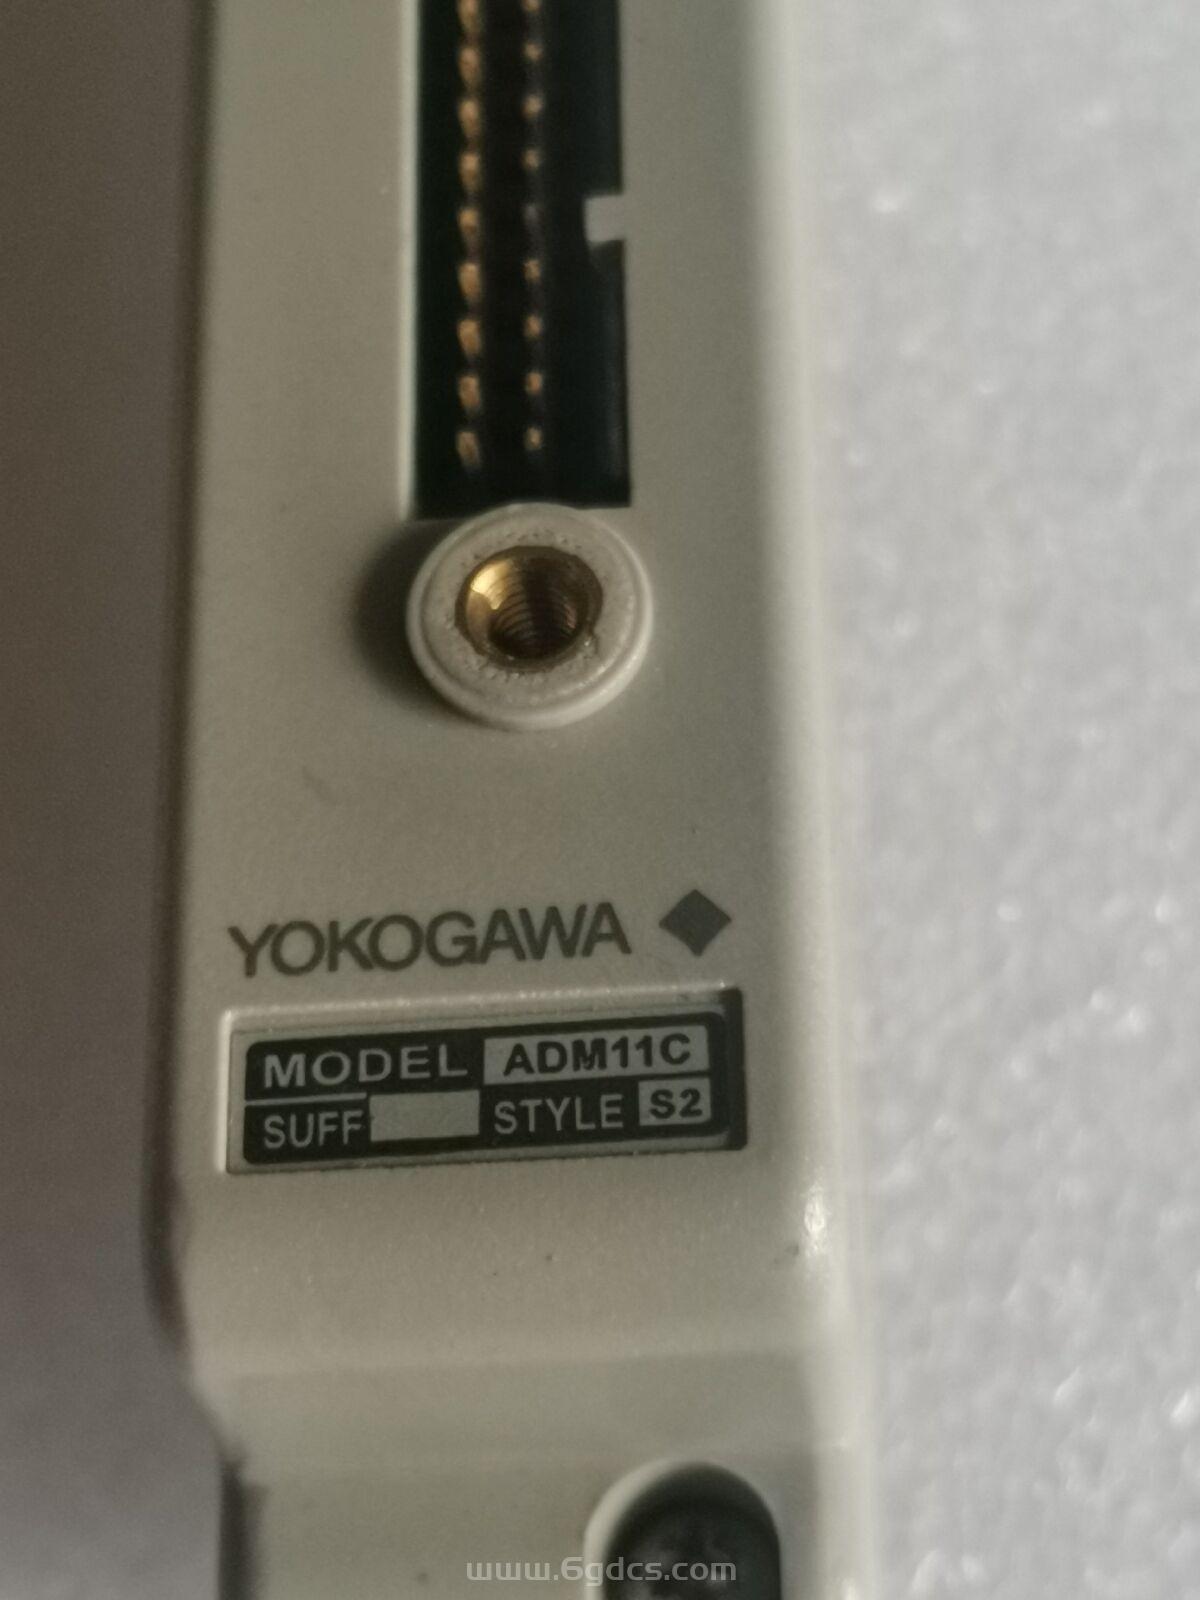 YOKOGAWA
MODEL ADM11C
SUFF STYLE S2
www.6gdcs.com